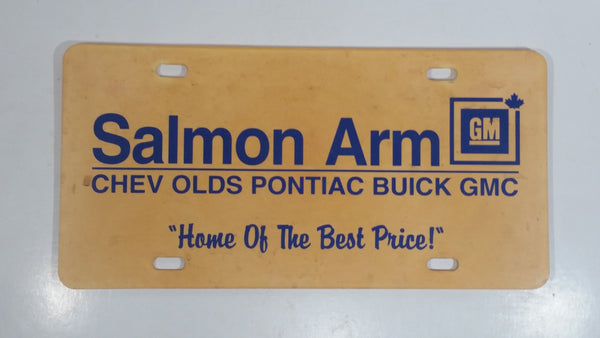 Salmon Arm GM
CHEV OLDS PONTIAC BUICK GMC
"Home Of The Best Price!"